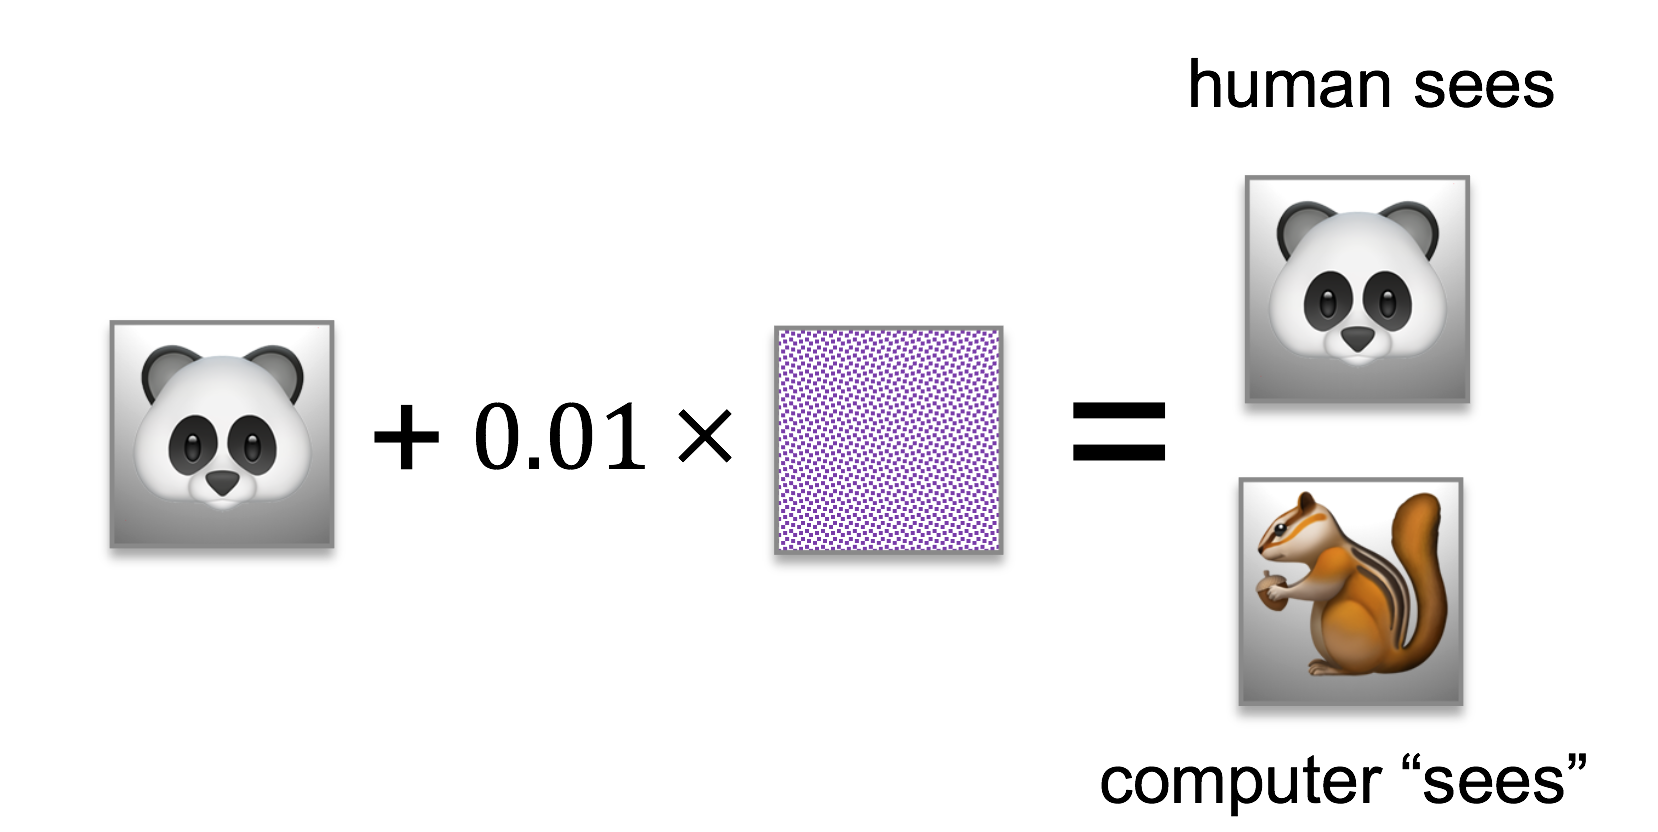 human sees
+ 0.01 × =
computer “sees”